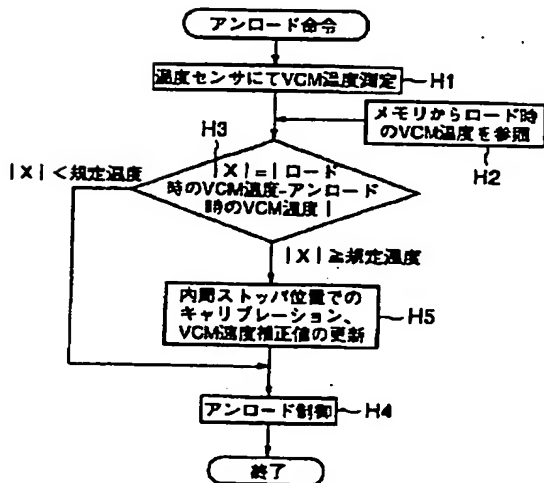 アンロード命令
温度センサにてVCM温度測定
H1
メモリからロード時
のVCM温度を参照
H2
H3
|X|=|ロード
時のVCM温度-アンロード
時のVCM温度|
|X|<規定温度
|X|≧規定温度
内周ストッパ位置での
キャリブレーション、
VCM速度補正値の更新
H5
アンロード制御
H4
終了